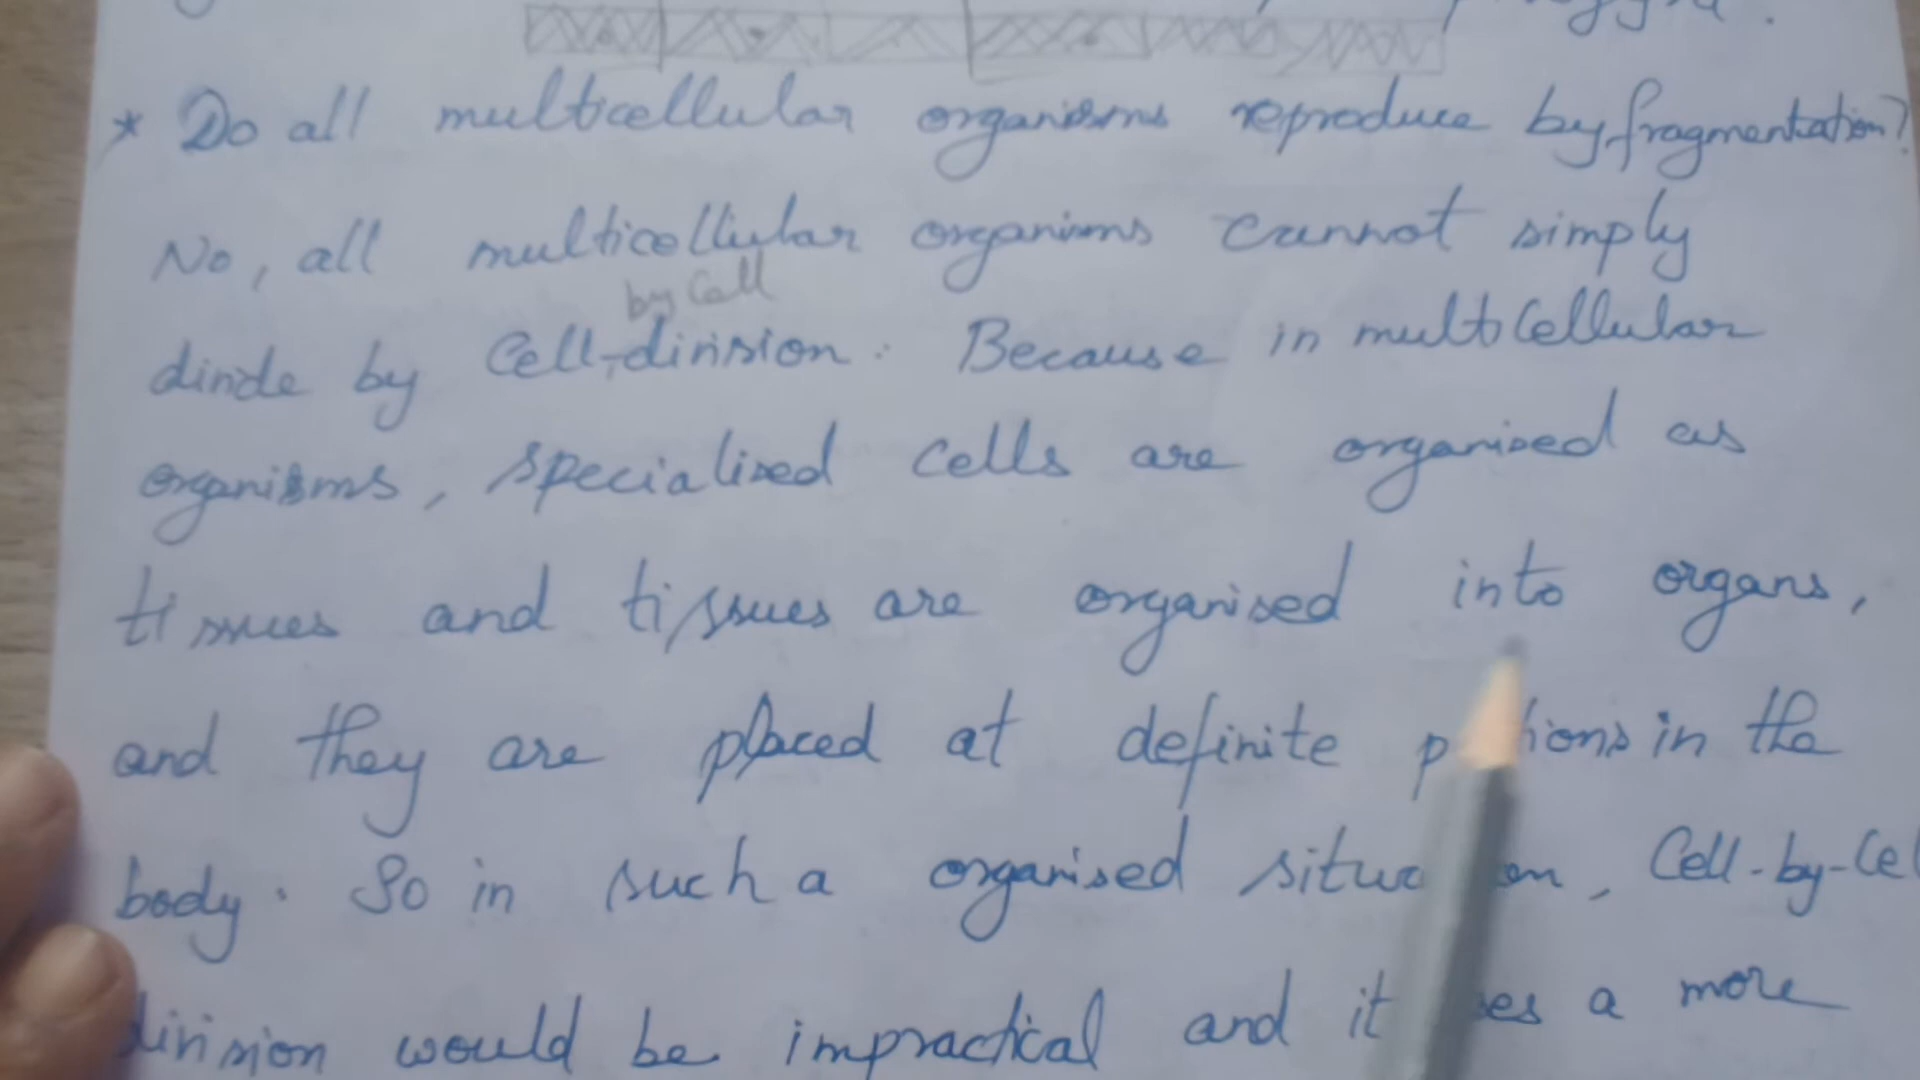 * Do all multicellular organisms reproduce by fragmentation?
No, all multicellular organisms cannot simply
by Cell
divide by Cell-division. Because in multicellular
organisms, specialised cells are organised as
tissues and tissues are organised into organs,
and they are placed at definite in the
body. So in such a organised, Cell-by-Cel
division would be impractical and it a more